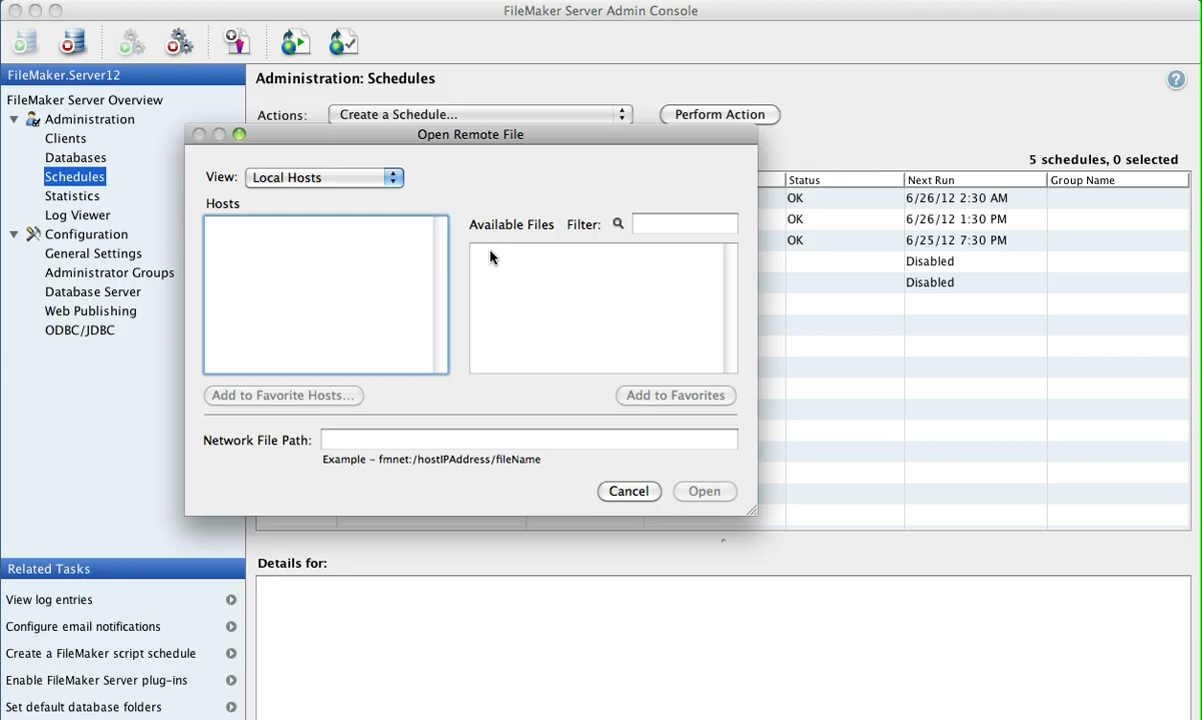 FileMaker Server Admin Console
FileMaker.Server12
FileMaker Server Overview
Administration
Clients
Databases
Schedules
Statistics
Log Viewer
Configuration
General Settings
Administrator Groups
Database Server
Web Publishing
ODBC/JDBC
Related Tasks
View log entries
Configure email notifications
Create a FileMaker script schedule
Enable FileMaker Server plug-ins
Set default database folders
Administration: Schedules
?
Actions: Create a Schedule... Perform Action
5 schedules, 0 selected
Status Next Run Group Name
OK 6/26/12 2:30 AM
OK 6/26/12 1:30 PM
OK 6/25/12 7:30 PM
Disabled
Disabled
Open Remote File
View: Local Hosts
Hosts
Available Files Filter:
Add to Favorite Hosts... Add to Favorites
Network File Path:
Example - fmnet:/hostIPAddress/fileName
Cancel Open
Details for: